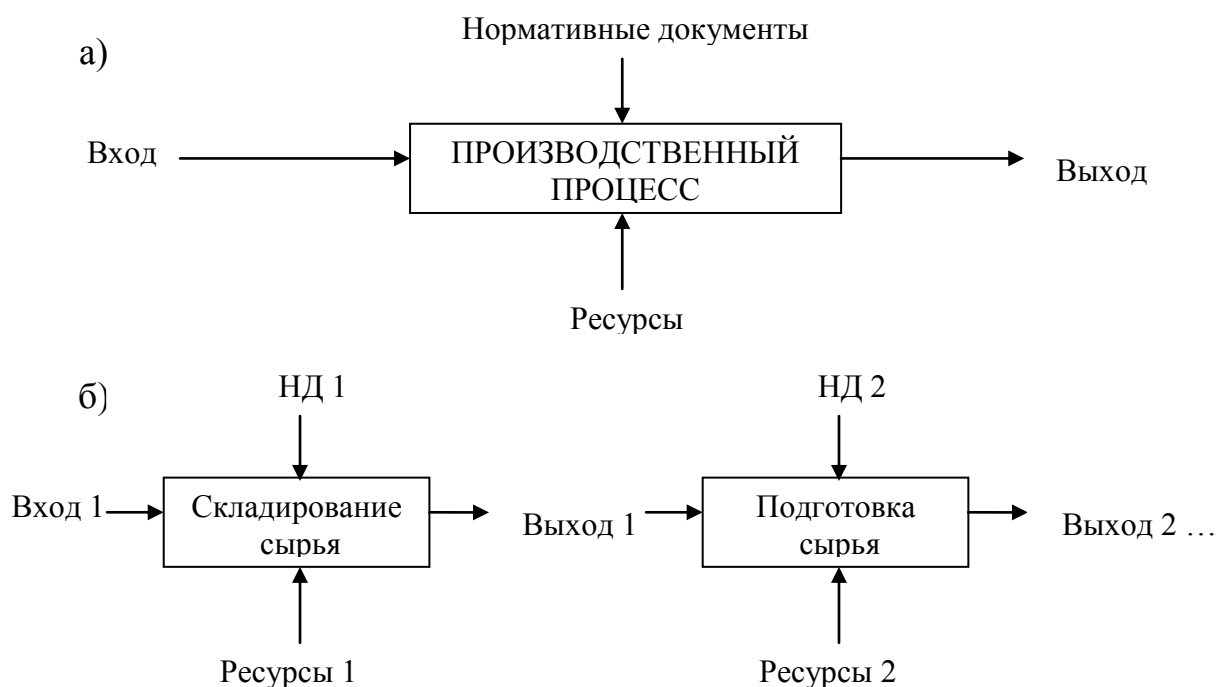 а)
Нормативные документы
Вход
ПРОИЗВОДСТВЕННЫЙ
ПРОЦЕСС
Выход
Ресурсы
б)
НД 1
НД 2
Вход 1
Складирование
сырья
Выход 1
Подготовка
сырья
Выход 2 …
Ресурсы 1
Ресурсы 2